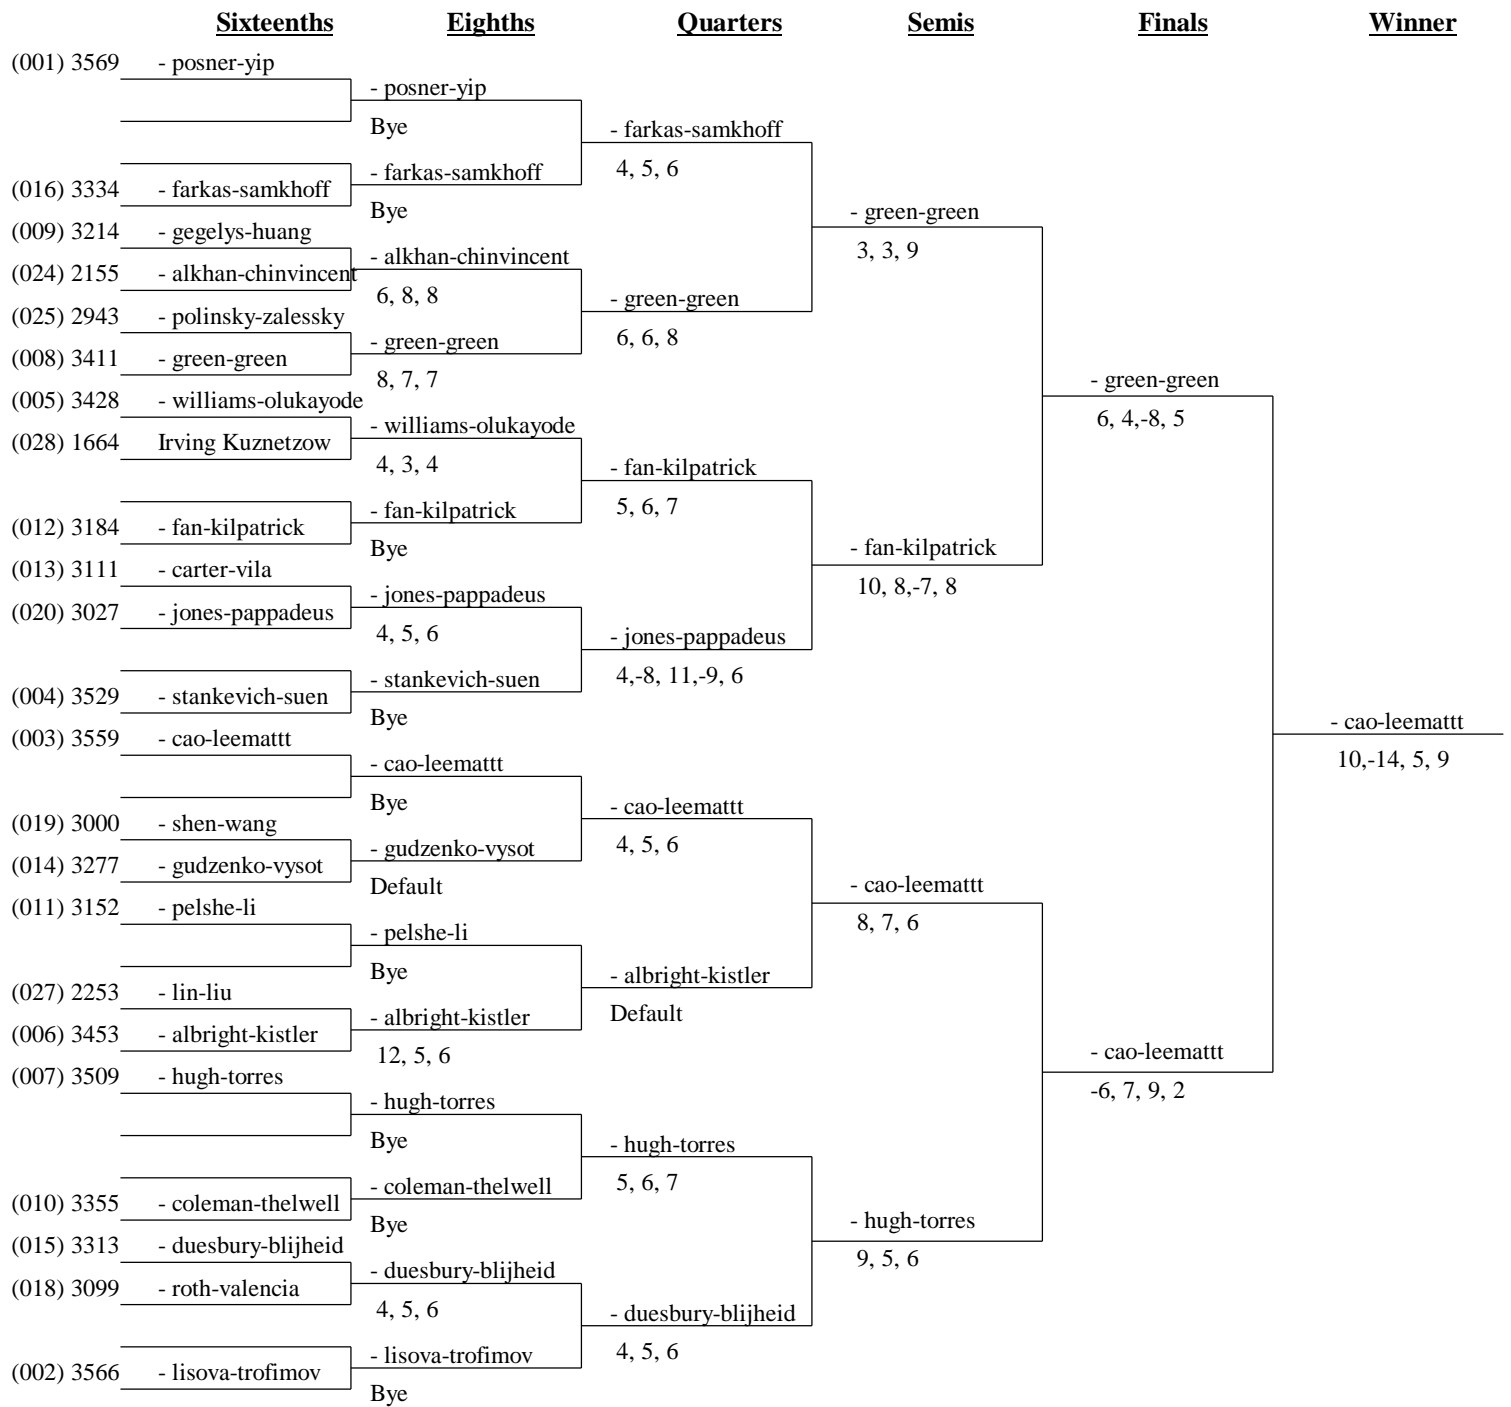 Sixteenths Eighths Quarters Semis Finals Winner
(001) 3569 - posner-yip
- posner-yip
Bye
- farkas-samkhoff
4, 5, 6
- farkas-samkhoff
(016) 3334 - farkas-samkhoff
Bye
- green-green
(009) 3214 - gegelys-huang
3, 3, 9
- alkhan-chinvincent
(024) 2155 - alkhan-chinvincent
6, 8, 8
- green-green
(025) 2943 - polinsky-zalessky
6, 6, 8
- green-green
(008) 3411 - green-green
8, 7, 7
- green-green
(005) 3428 - williams-olukayode
6, 4,-8, 5
- williams-olukayode
(028) 1664 Irving Kuznetzow
4, 3, 4
- fan-kilpatrick
5, 6, 7
- fan-kilpatrick
(012) 3184 - fan-kilpatrick
Bye
- fan-kilpatrick
(013) 3111 - carter-vila
10, 8,-7, 8
- jones-pappadeus
(020) 3027 - jones-pappadeus
4, 5, 6
- jones-pappadeus
4,-8, 11,-9, 6
- stankevich-suen
(004) 3529 - stankevich-suen
Bye
- cao-leemattt
(003) 3559 - cao-leemattt
10,-14, 5, 9
- cao-leemattt
Bye
- cao-leemattt
(019) 3000 - shen-wang
4, 5, 6
- gudzenko-vysot
(014) 3277 - gudzenko-vysot
Default
- cao-leemattt
(011) 3152 - pelshe-li
8, 7, 6
- pelshe-li
Bye
- albright-kistler
(027) 2253 - lin-liu
Default
- albright-kistler
(006) 3453 - albright-kistler
12, 5, 6
- cao-leemattt
(007) 3509 - hugh-torres
-6, 7, 9, 2
- hugh-torres
Bye
- hugh-torres
5, 6, 7
- coleman-thelwell
(010) 3355 - coleman-thelwell
Bye
- hugh-torres
(015) 3313 - duesbury-blijheid
9, 5, 6
- duesbury-blijheid
(018) 3099 - roth-valencia
4, 5, 6
- duesbury-blijheid
4, 5, 6
- lisova-trofimov
(002) 3566 - lisova-trofimov
Bye